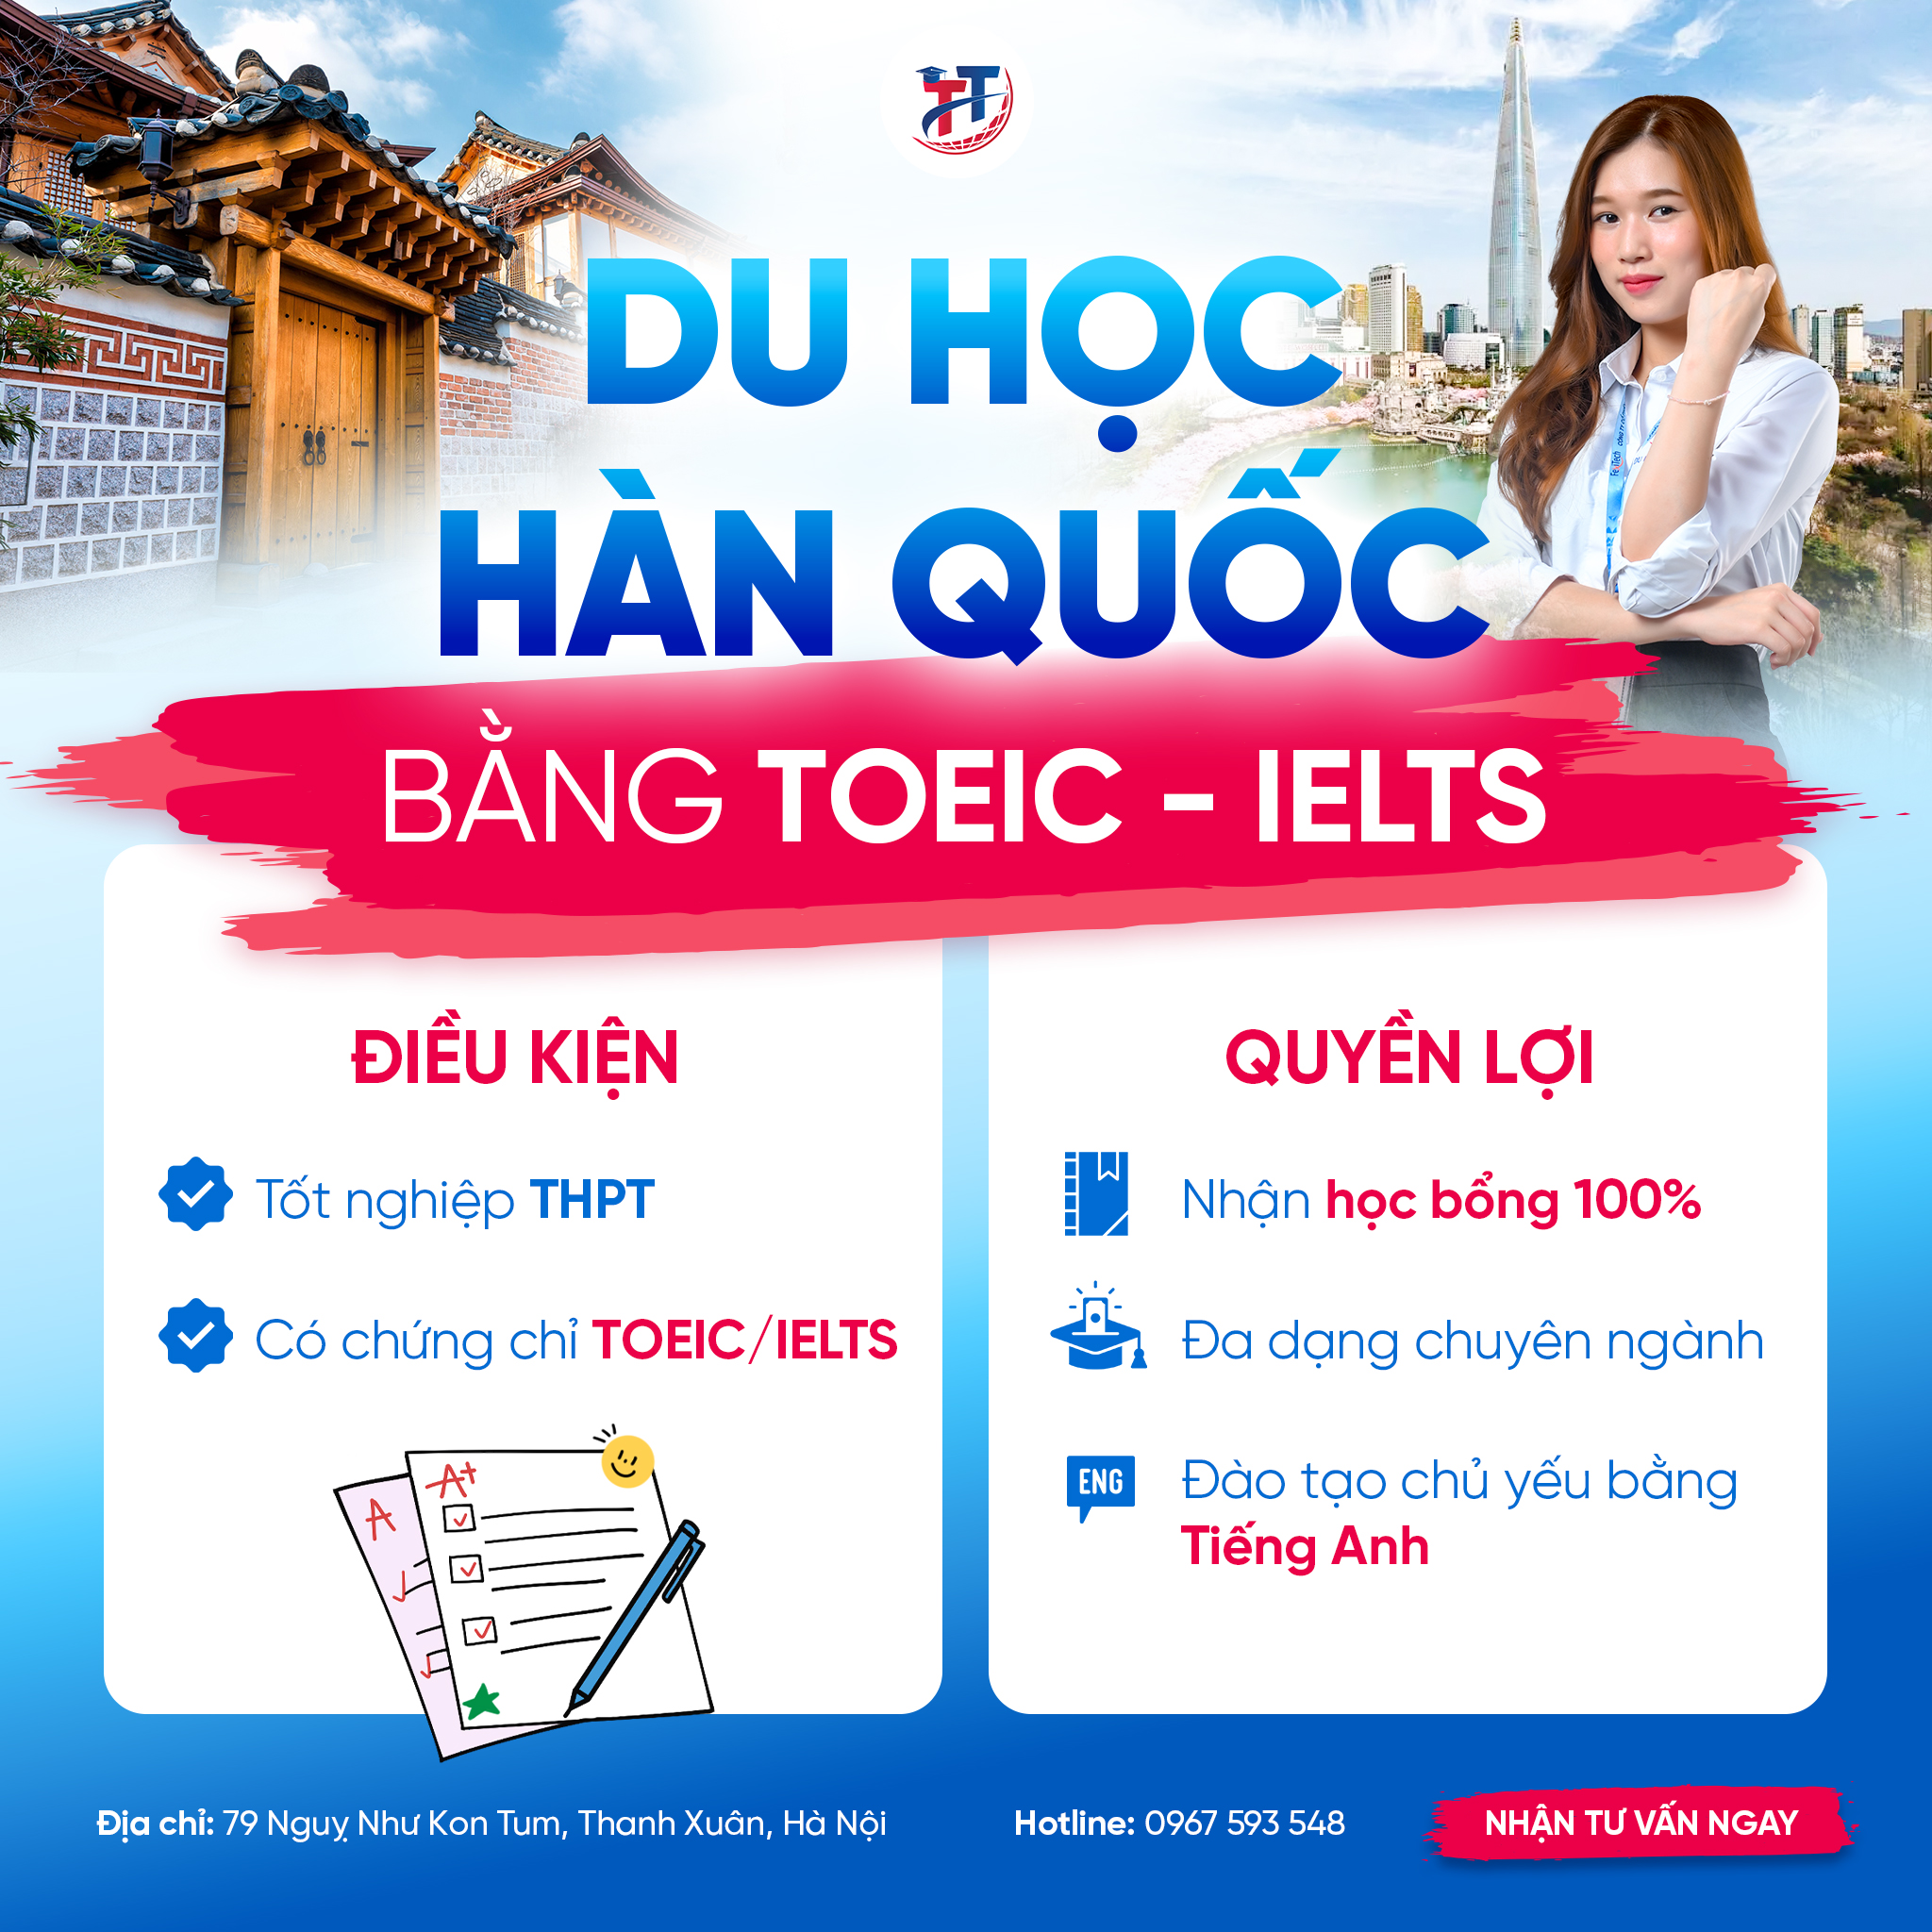 TT
DU HỌC
HÀN QUỐC
BẰNG TOEIC - IELTS
ĐIỀU KIỆN
Tốt nghiệp THPT
Có chứng chỉ TOEIC/IELTS
A
A+
QUYỀN LỢI
Nhận học bổng 100%
Đa dạng chuyên ngành
ENG
Đào tạo chủ yếu bằng
Tiếng Anh
Địa chỉ: 79 Nguỵ Như Kon Tum, Thanh Xuân, Hà Nội
Hotline: 0967 593 548
NHẬN TƯ VẤN NGAY